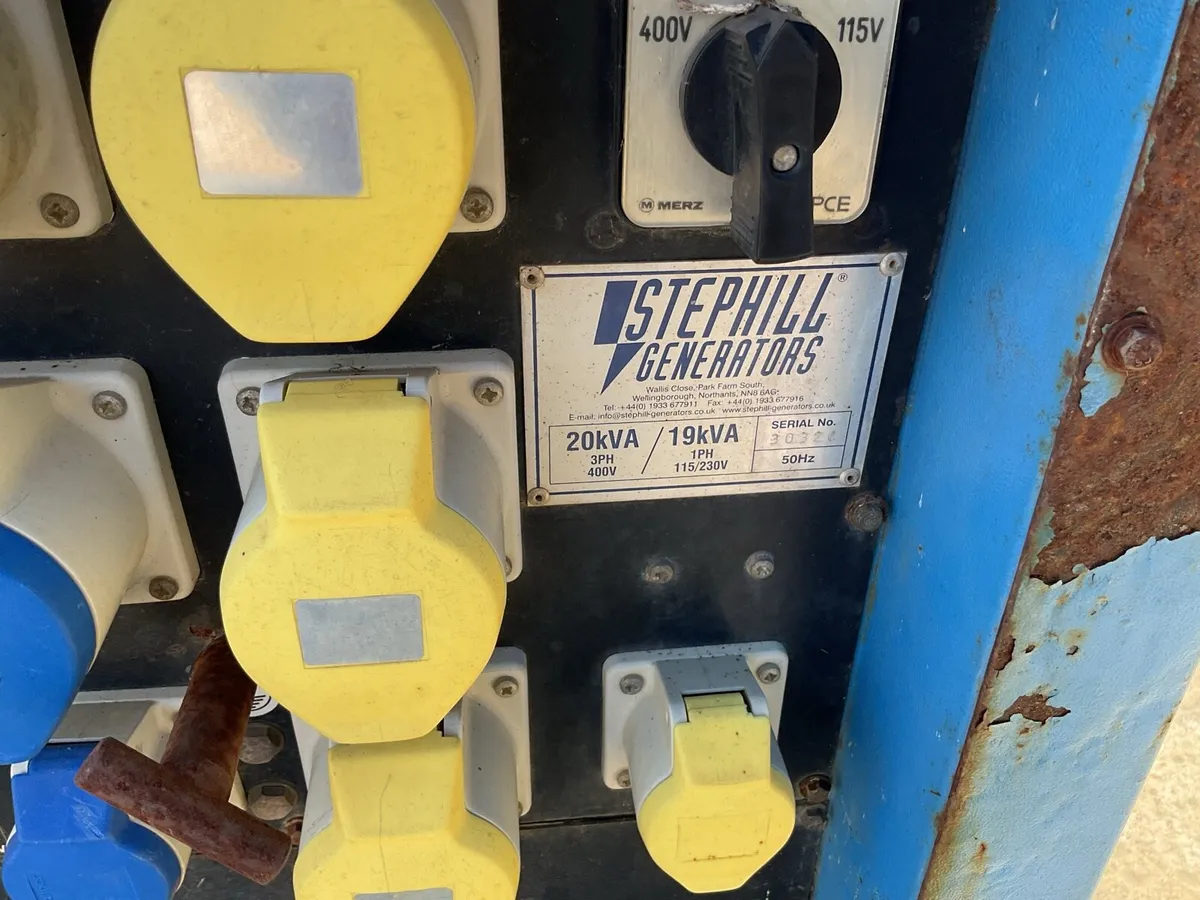 400V 115V
MERZ PCE
STEPHILL®
GENERATORS
Wallis Close, Park Farm South,
Wellingborough, Northants, NN8 6AG.
Tel: +44(0) 1933 677911 Fax: +44(0) 1933 677916
E-mail: info@stephill-generators.co.uk www.stephill-generators.co.uk
20kVA / 19kVA SERIAL No.
3PH 1PH
400V 115/230V 50Hz